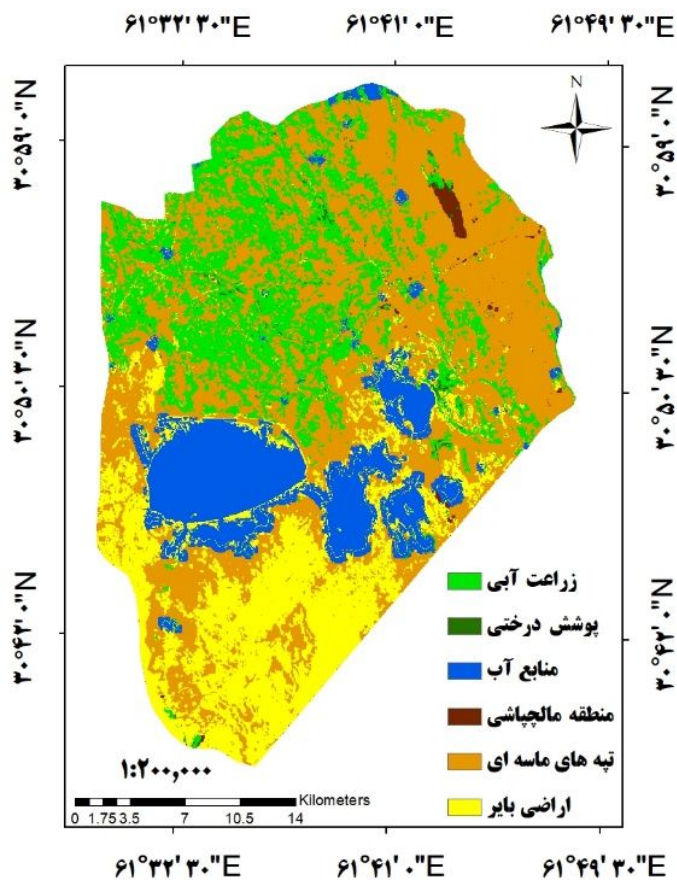 ۶۱°۳۲' ۳۰"E ۶۱°۴۱' ۰"E ۶۱°۴۹' ۳۰"E
N
۳۰°۵۹' ۰"N ۳۰°۵۹' ۰"N
۳۰°۵۰' ۳۰"N ۳۰°۵۰' ۳۰"N
۳۰°۴۲' ۰"N ۳۰°۴۲' ۰"N
زراعت آبی
پوشش درختی
منابع آب
منطقه مالچپاشی
تپه های ماسه ای
اراضی بایر
۱:۲۰۰,۰۰۰
Kilometers
0 1.75 3.5 7 10.5 14
۶۱°۳۲' ۳۰"E ۶۱°۴۱' ۰"E ۶۱°۴۹' ۳۰"E